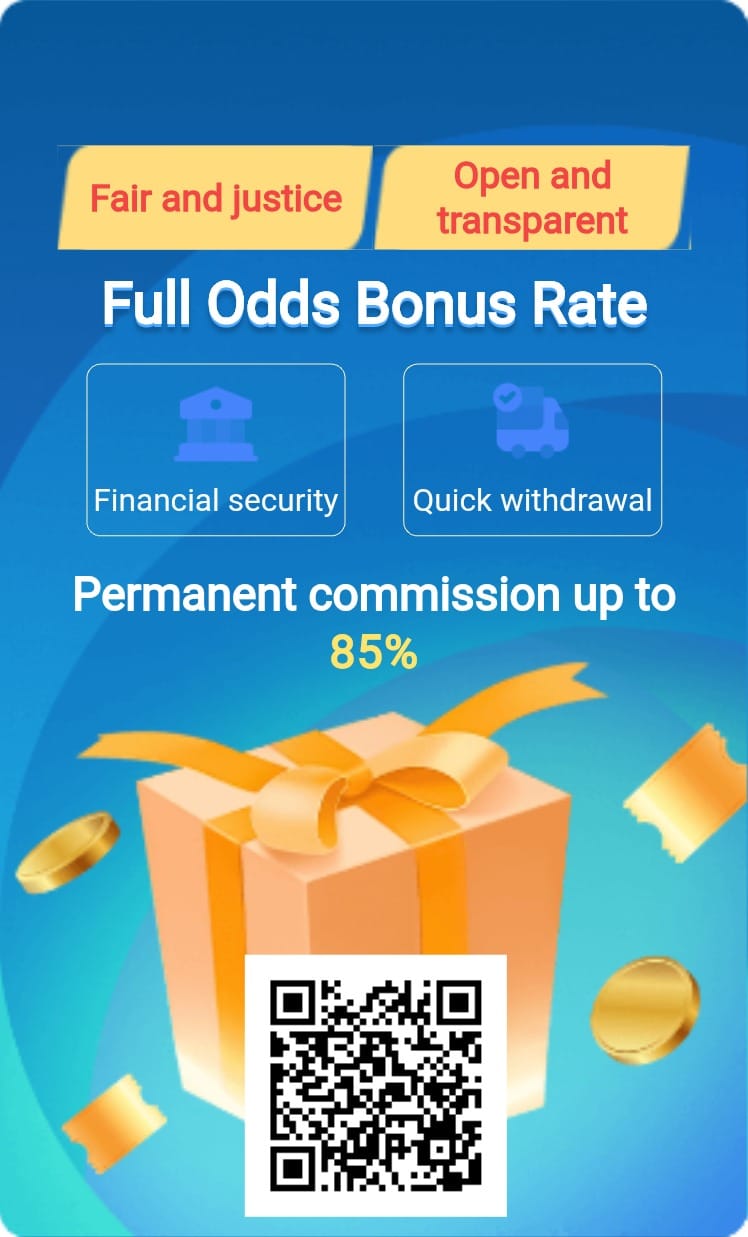 Fair and justice
Open and
transparent
Full Odds Bonus Rate
Financial security
Quick withdrawal
Permanent commission up to
85%